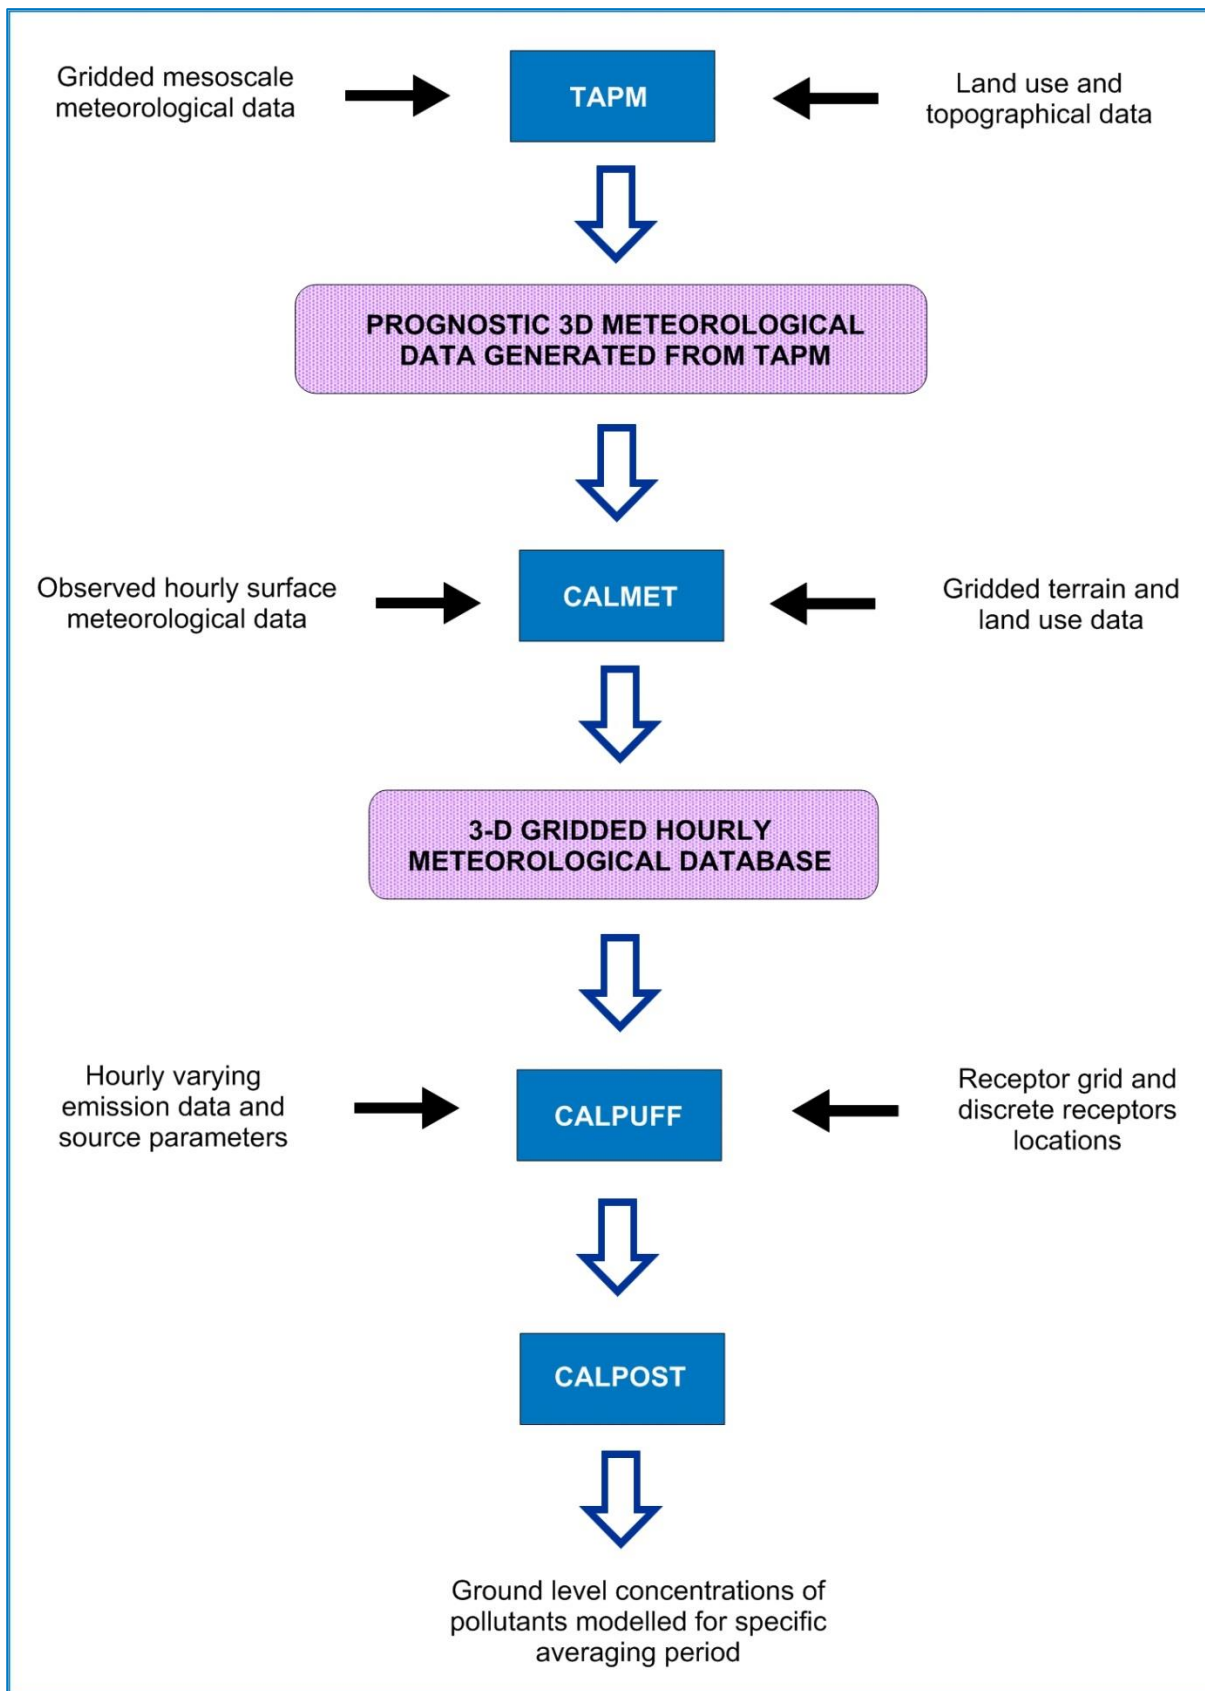 Gridded mesoscale
meteorological data
TAPM
Land use and
topographical data
PROGNOSTIC 3D METEOROLOGICAL
DATA GENERATED FROM TAPM
Observed hourly surface
meteorological data
CALMET
Gridded terrain and
land use data
3-D GRIDDED HOURLY
METEOROLOGICAL DATABASE
Hourly varying
emission data and
source parameters
CALPUFF
Receptor grid and
discrete receptors
locations
CALPOST
Ground level concentrations of
pollutants modelled for specific
averaging period